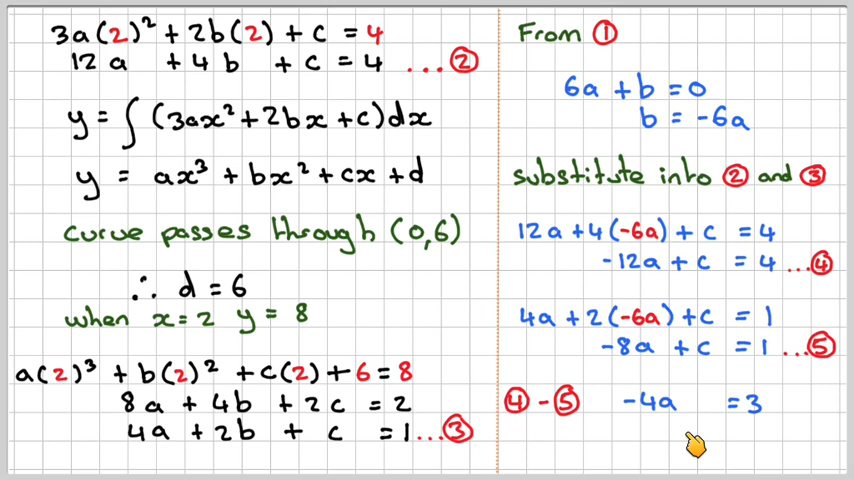 3a(2)² + 2b(2) + c = 4
12a + 4b + c = 4 ...②
y = ∫(3ax² + 2bx + c)dx
y = ax³ + bx² + cx + d
curve passes through (0,6)
∴ d = 6
when x = 2 y = 8
a(2)³ + b(2)² + c(2) + 6 = 8
8a + 4b + 2c = 2
4a + 2b + c = 1 ...③
From ①
6a + b = 0
b = -6a
substitute into ② and ③
12a + 4(-6a) + c = 4
-12a + c = 4 ...④
4a + 2(-6a) + c = 1
-8a + c = 1 ...⑤
④ - ⑤ -4a = 3